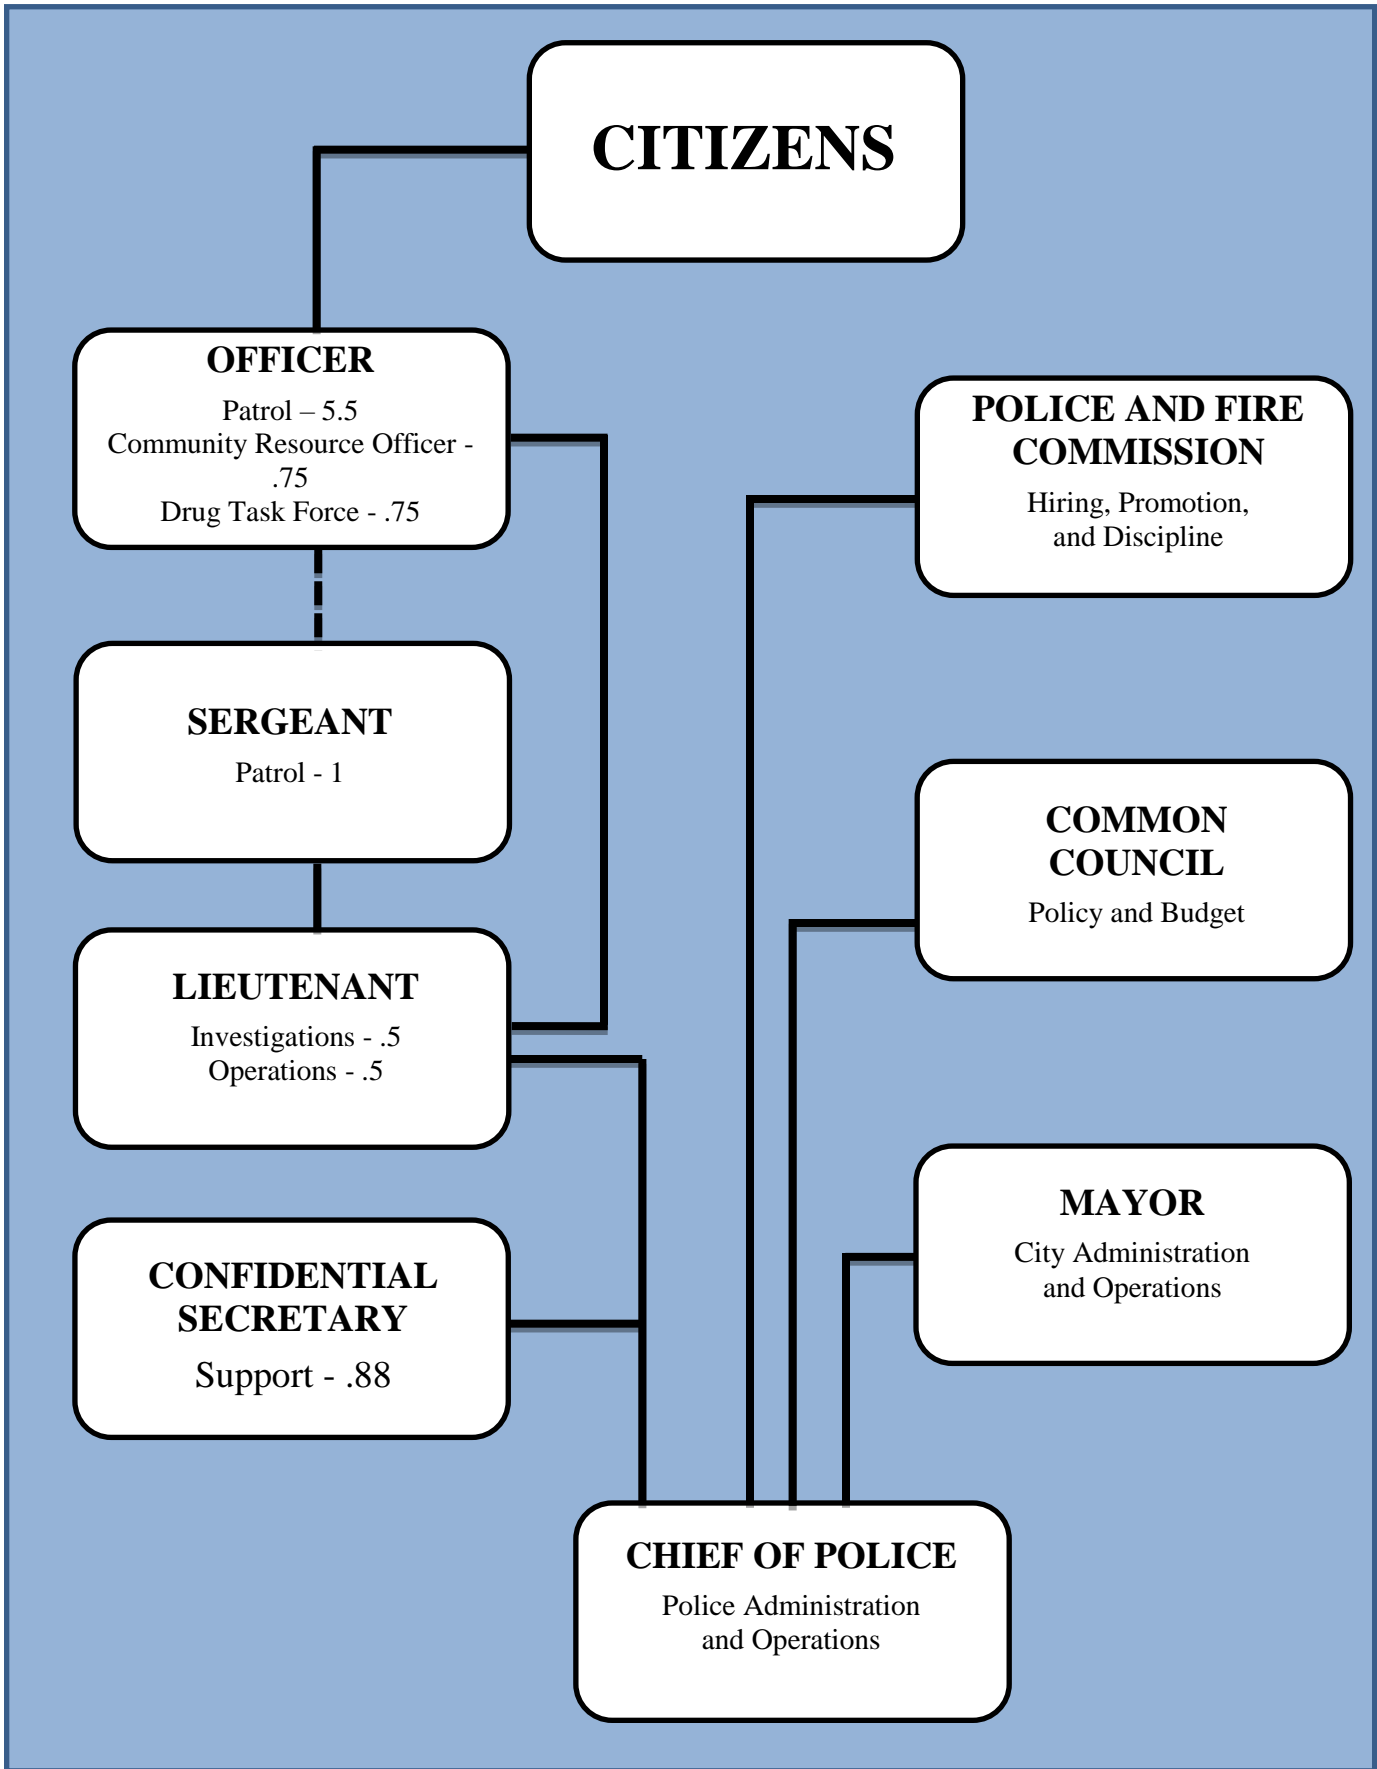 CITIZENS
OFFICER
Patrol – 5.5
Community Resource Officer -
.75
Drug Task Force - .75
SERGEANT
Patrol - 1
LIEUTENANT
Investigations - .5
Operations - .5
CONFIDENTIAL
SECRETARY
Support - .88
POLICE AND FIRE
COMMISSION
Hiring, Promotion,
and Discipline
COMMON
COUNCIL
Policy and Budget
MAYOR
City Administration
and Operations
CHIEF OF POLICE
Police Administration
and Operations